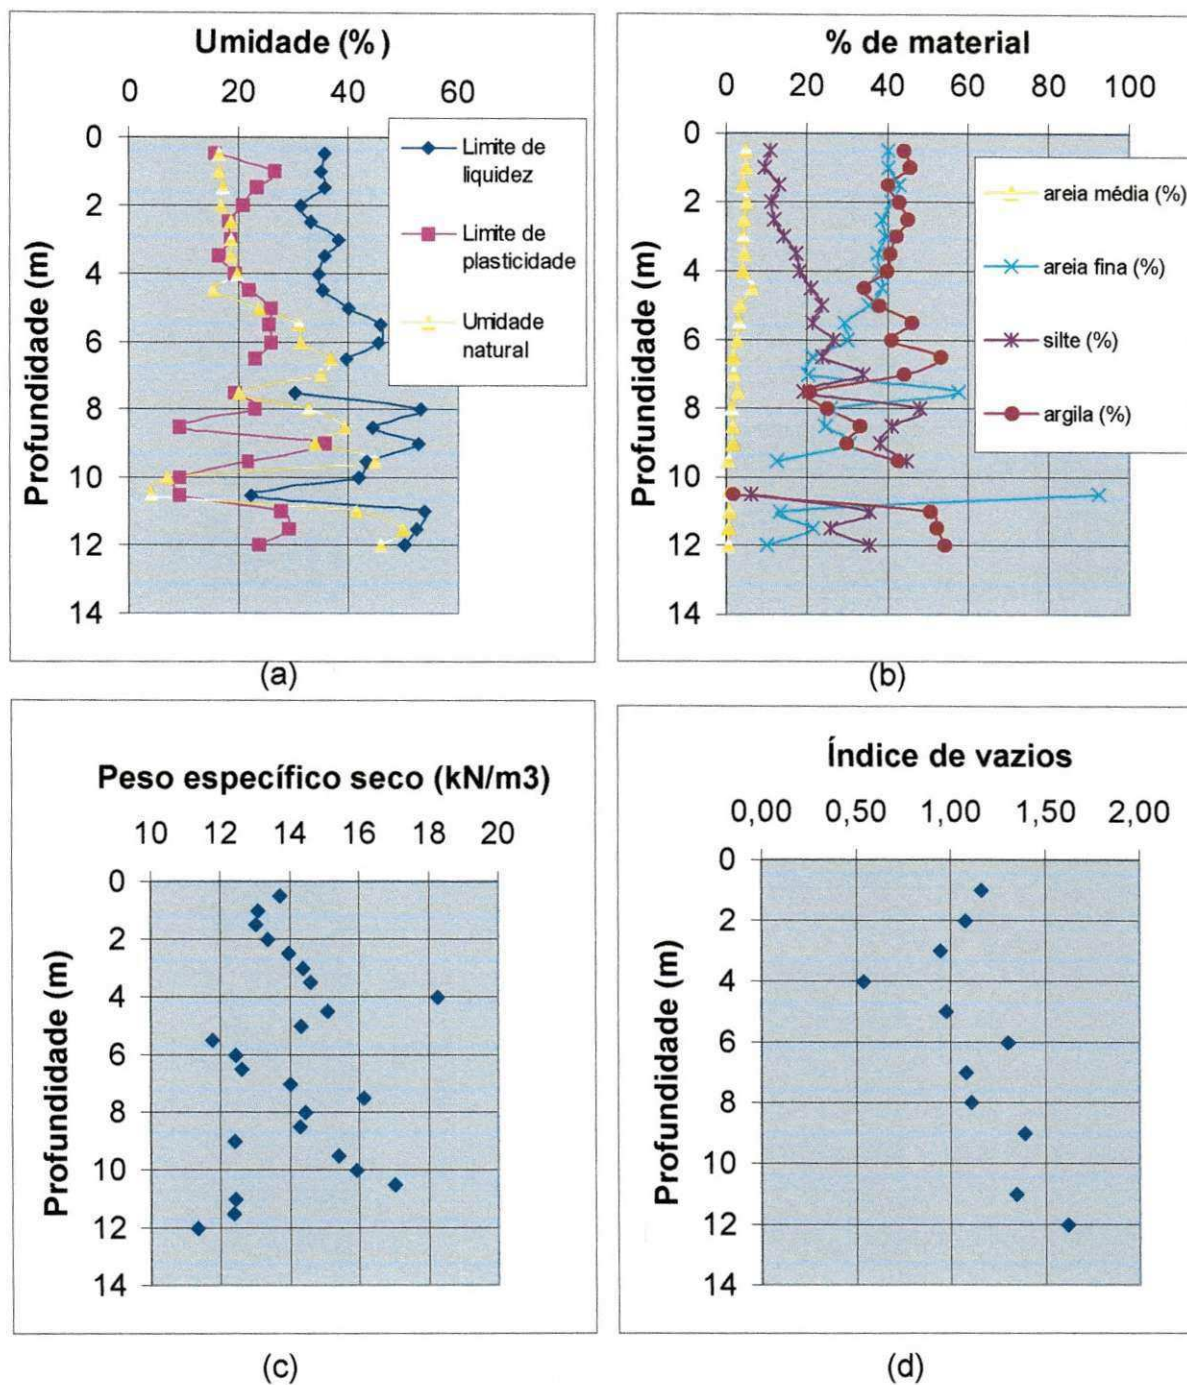 Umidade (%)
0 20 40 60
0
2
4
6
8
10
12
14
Profundidade (m)
Limite de
liquidez
Limite de
plasticidade
Umidade
natural
(a)
% de material
0 20 40 60 80 100
0
2
4
6
8
10
12
14
Profundidade (m)
areia média (%)
areia fina (%)
silte (%)
argila (%)
(b)
Peso específico seco (kN/m3)
10 12 14 16 18 20
0
2
4
6
8
10
12
14
Profundidade (m)
(c)
Índice de vazios
0,00 0,50 1,00 1,50 2,00
0
2
4
6
8
10
12
14
Profundidade (m)
(d)